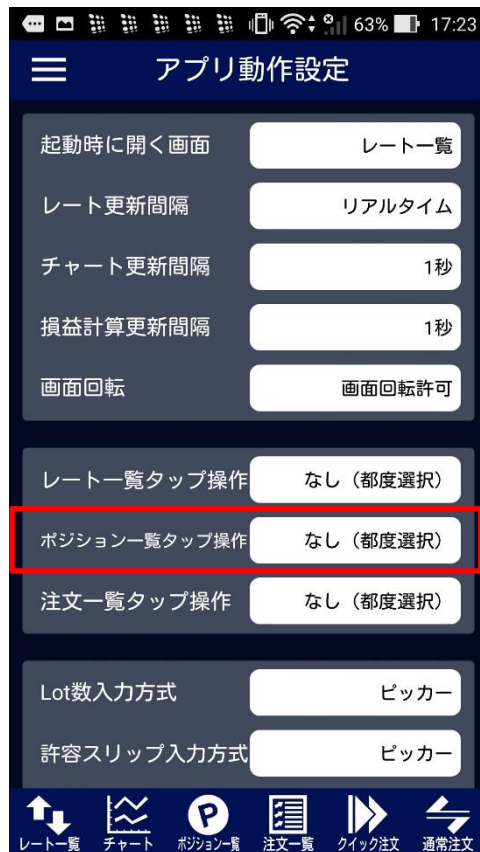 63% 17:23
アプリ動作設定
起動時に開く画面 レート一覧
レート更新間隔 リアルタイム
チャート更新間隔 1秒
損益計算更新間隔 1秒
画面回転 画面回転許可
レート一覧タップ操作 なし（都度選択）
ポジション一覧タップ操作 なし（都度選択）
注文一覧タップ操作 なし（都度選択）
Lot数入力方式 ピッカー
許容スリップ入力方式 ピッカー
P
レート一覧 チャート ポジション一覧 注文一覧 クイック注文 通常注文